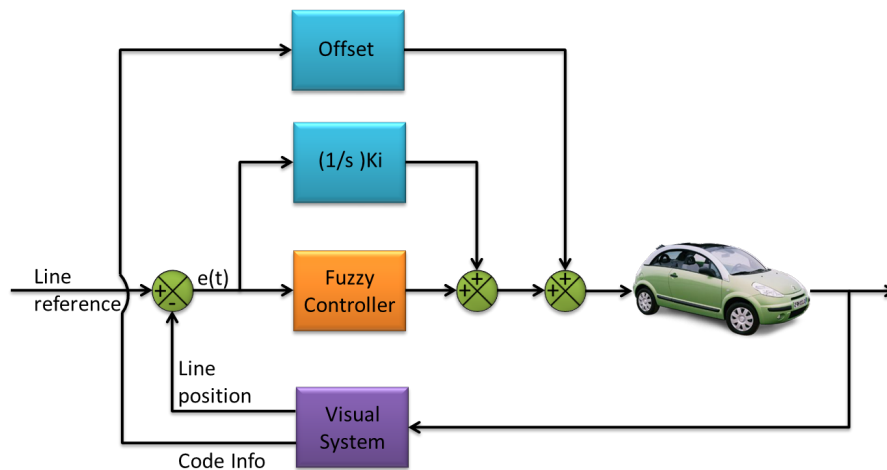 Offset
(1/s )Ki
Line
reference
+
-
e(t)
Fuzzy
Controller
+
+
+
+
Line
position
Visual
System
Code Info